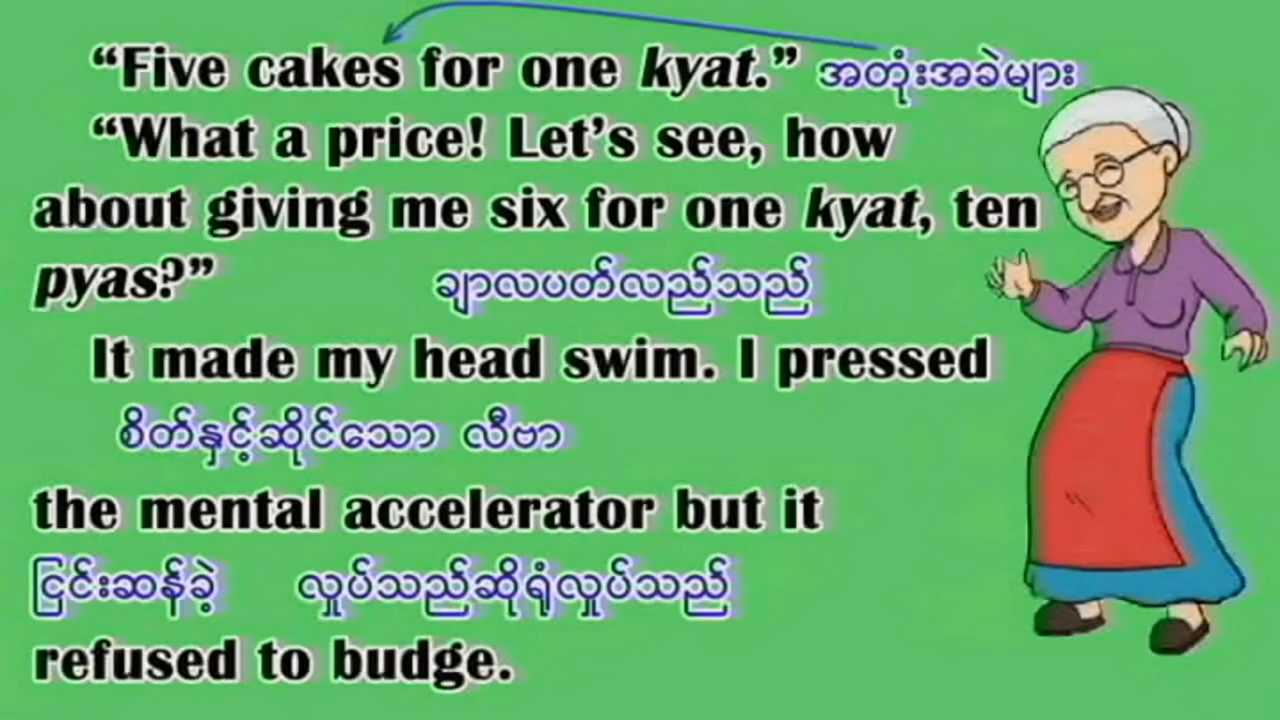 “Five cakes for one kyat.” အတုံးအခဲများ
“What a price! Let’s see, how
about giving me six for one kyat, ten
pyas?” ချာလပတ်လည်သည်
It made my head swim. I pressed
စိတ်နှင့်ဆိုင်သော လီဗာ
the mental accelerator but it
ငြင်းဆန်ခဲ့ လှုပ်သည်ဆိုရုံလှုပ်သည်
refused to budge.